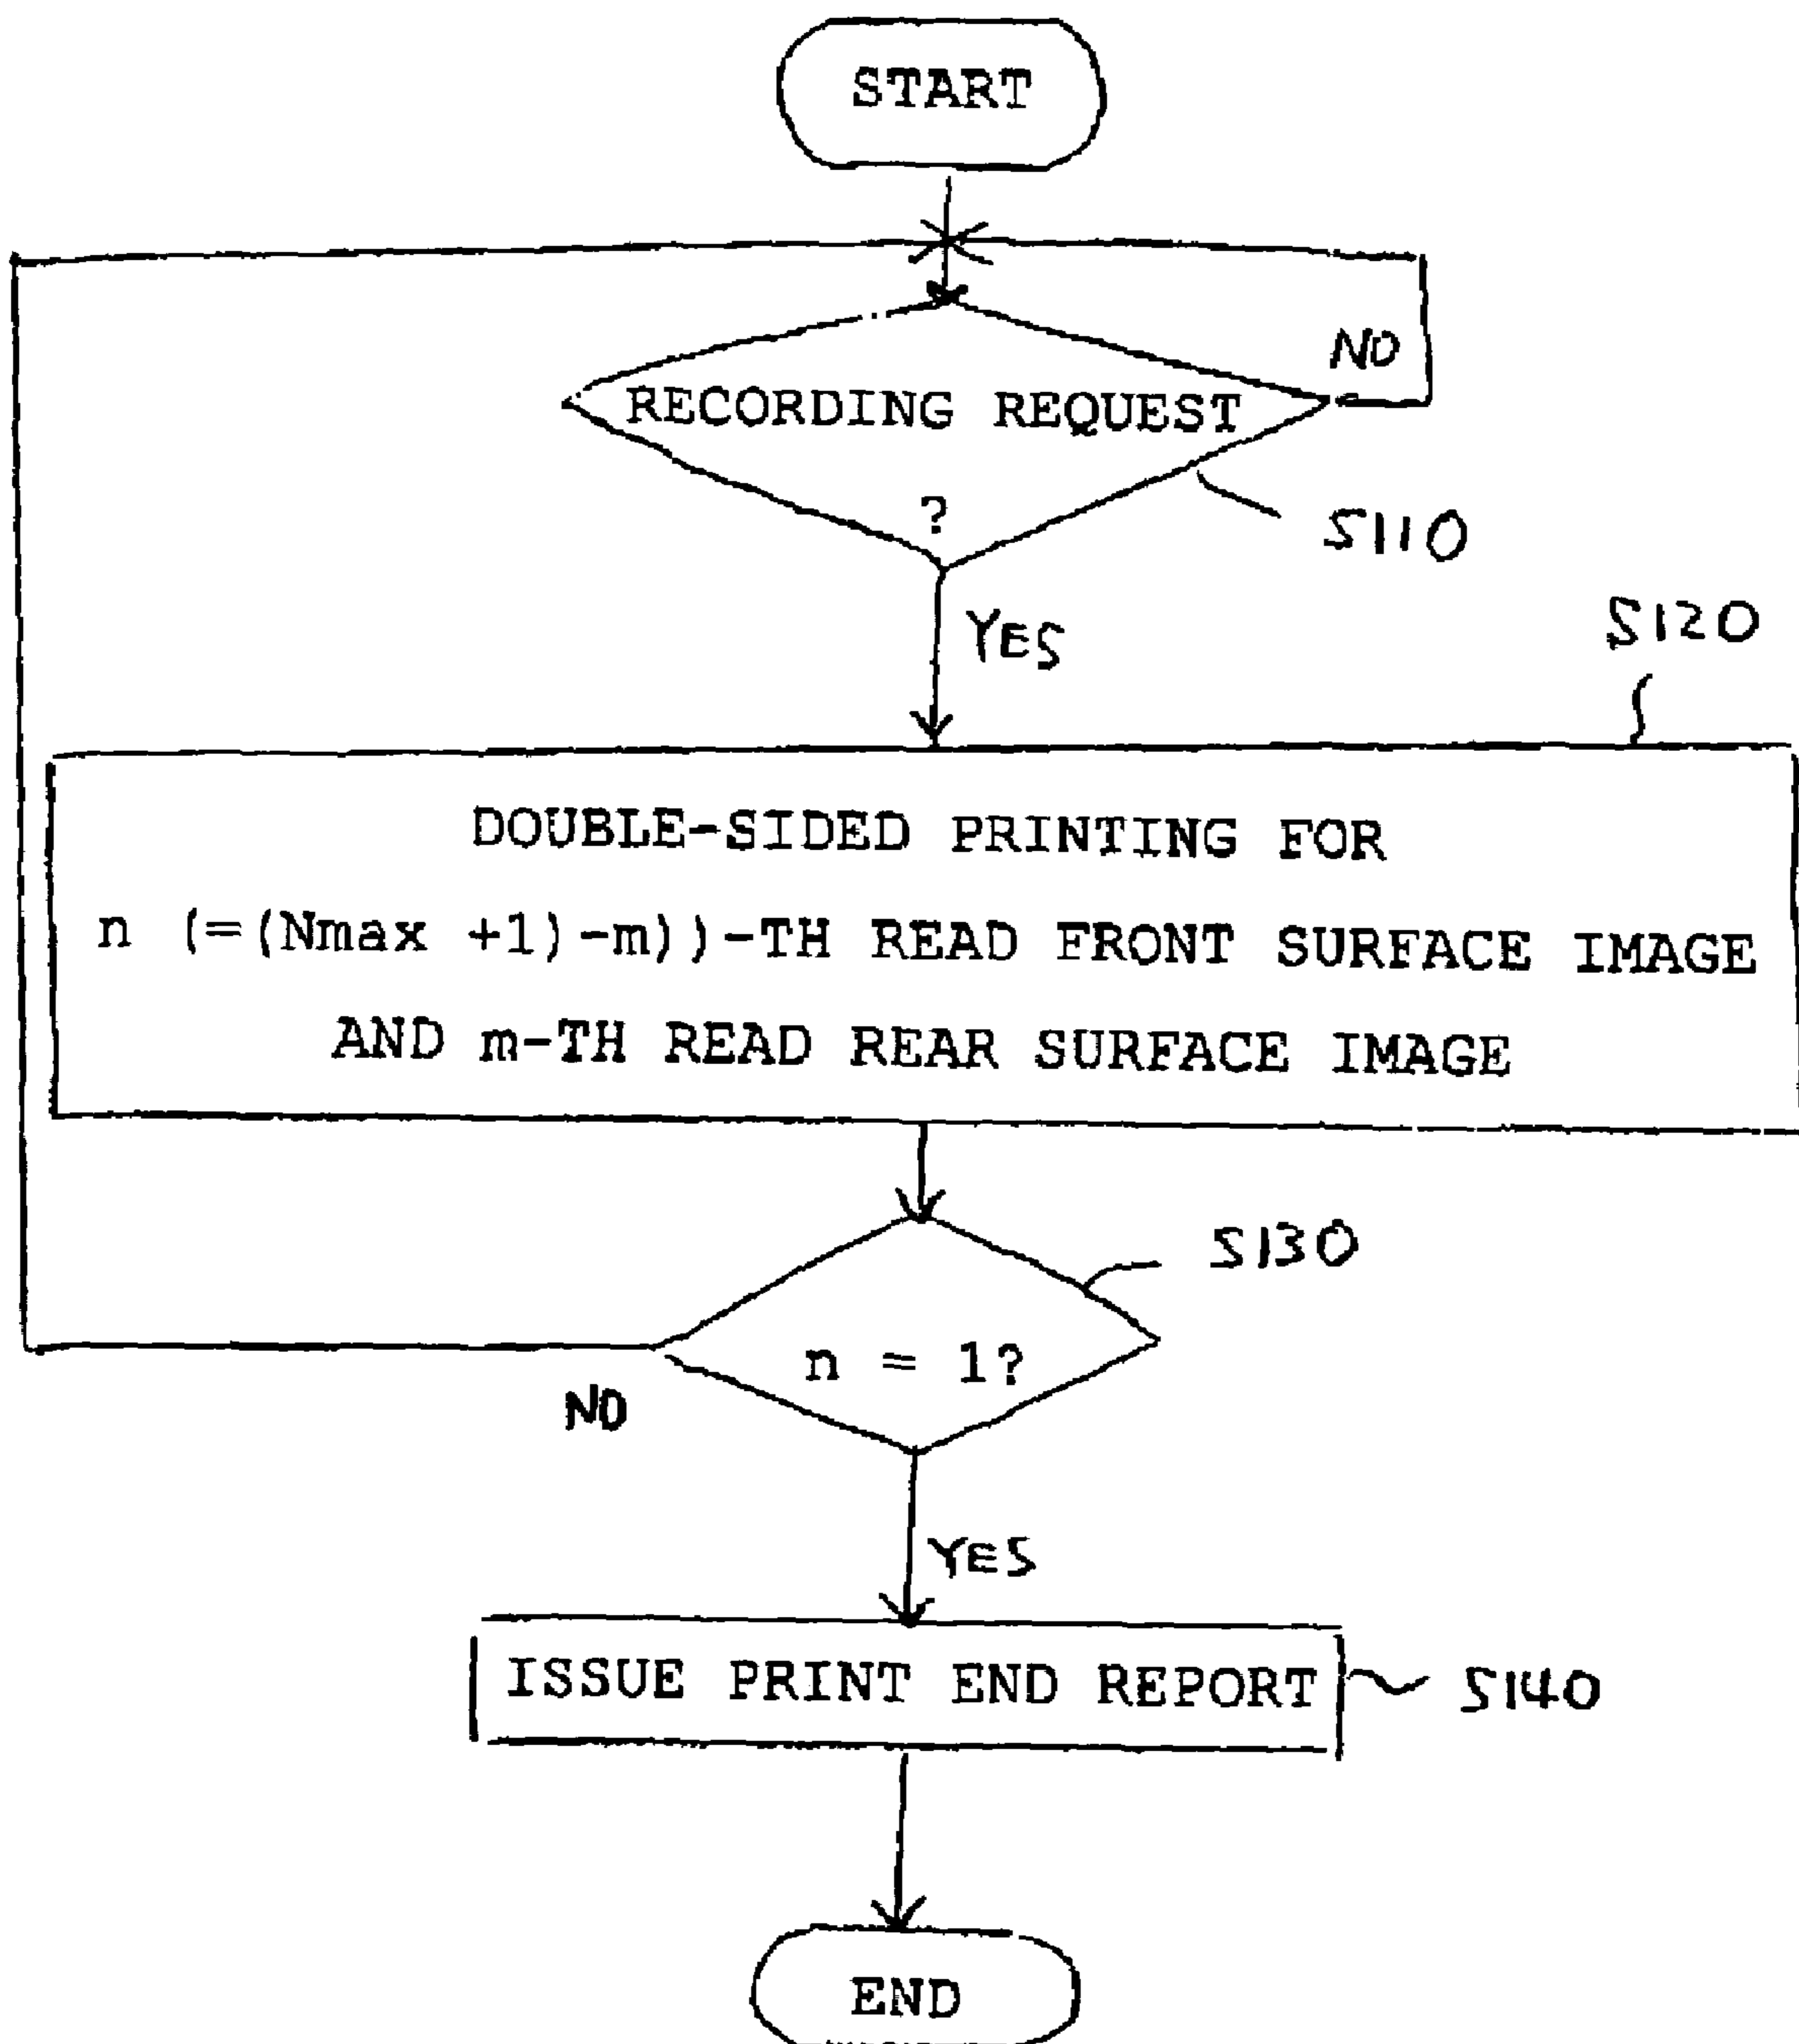 START
NO
RECORDING REQUEST
?
S110
YES
S120
DOUBLE-SIDED PRINTING FOR
n (=(Nmax +1)-m))-TH READ FRONT SURFACE IMAGE
AND m-TH READ REAR SURFACE IMAGE
S130
n = 1?
NO
YES
ISSUE PRINT END REPORT
S140
END